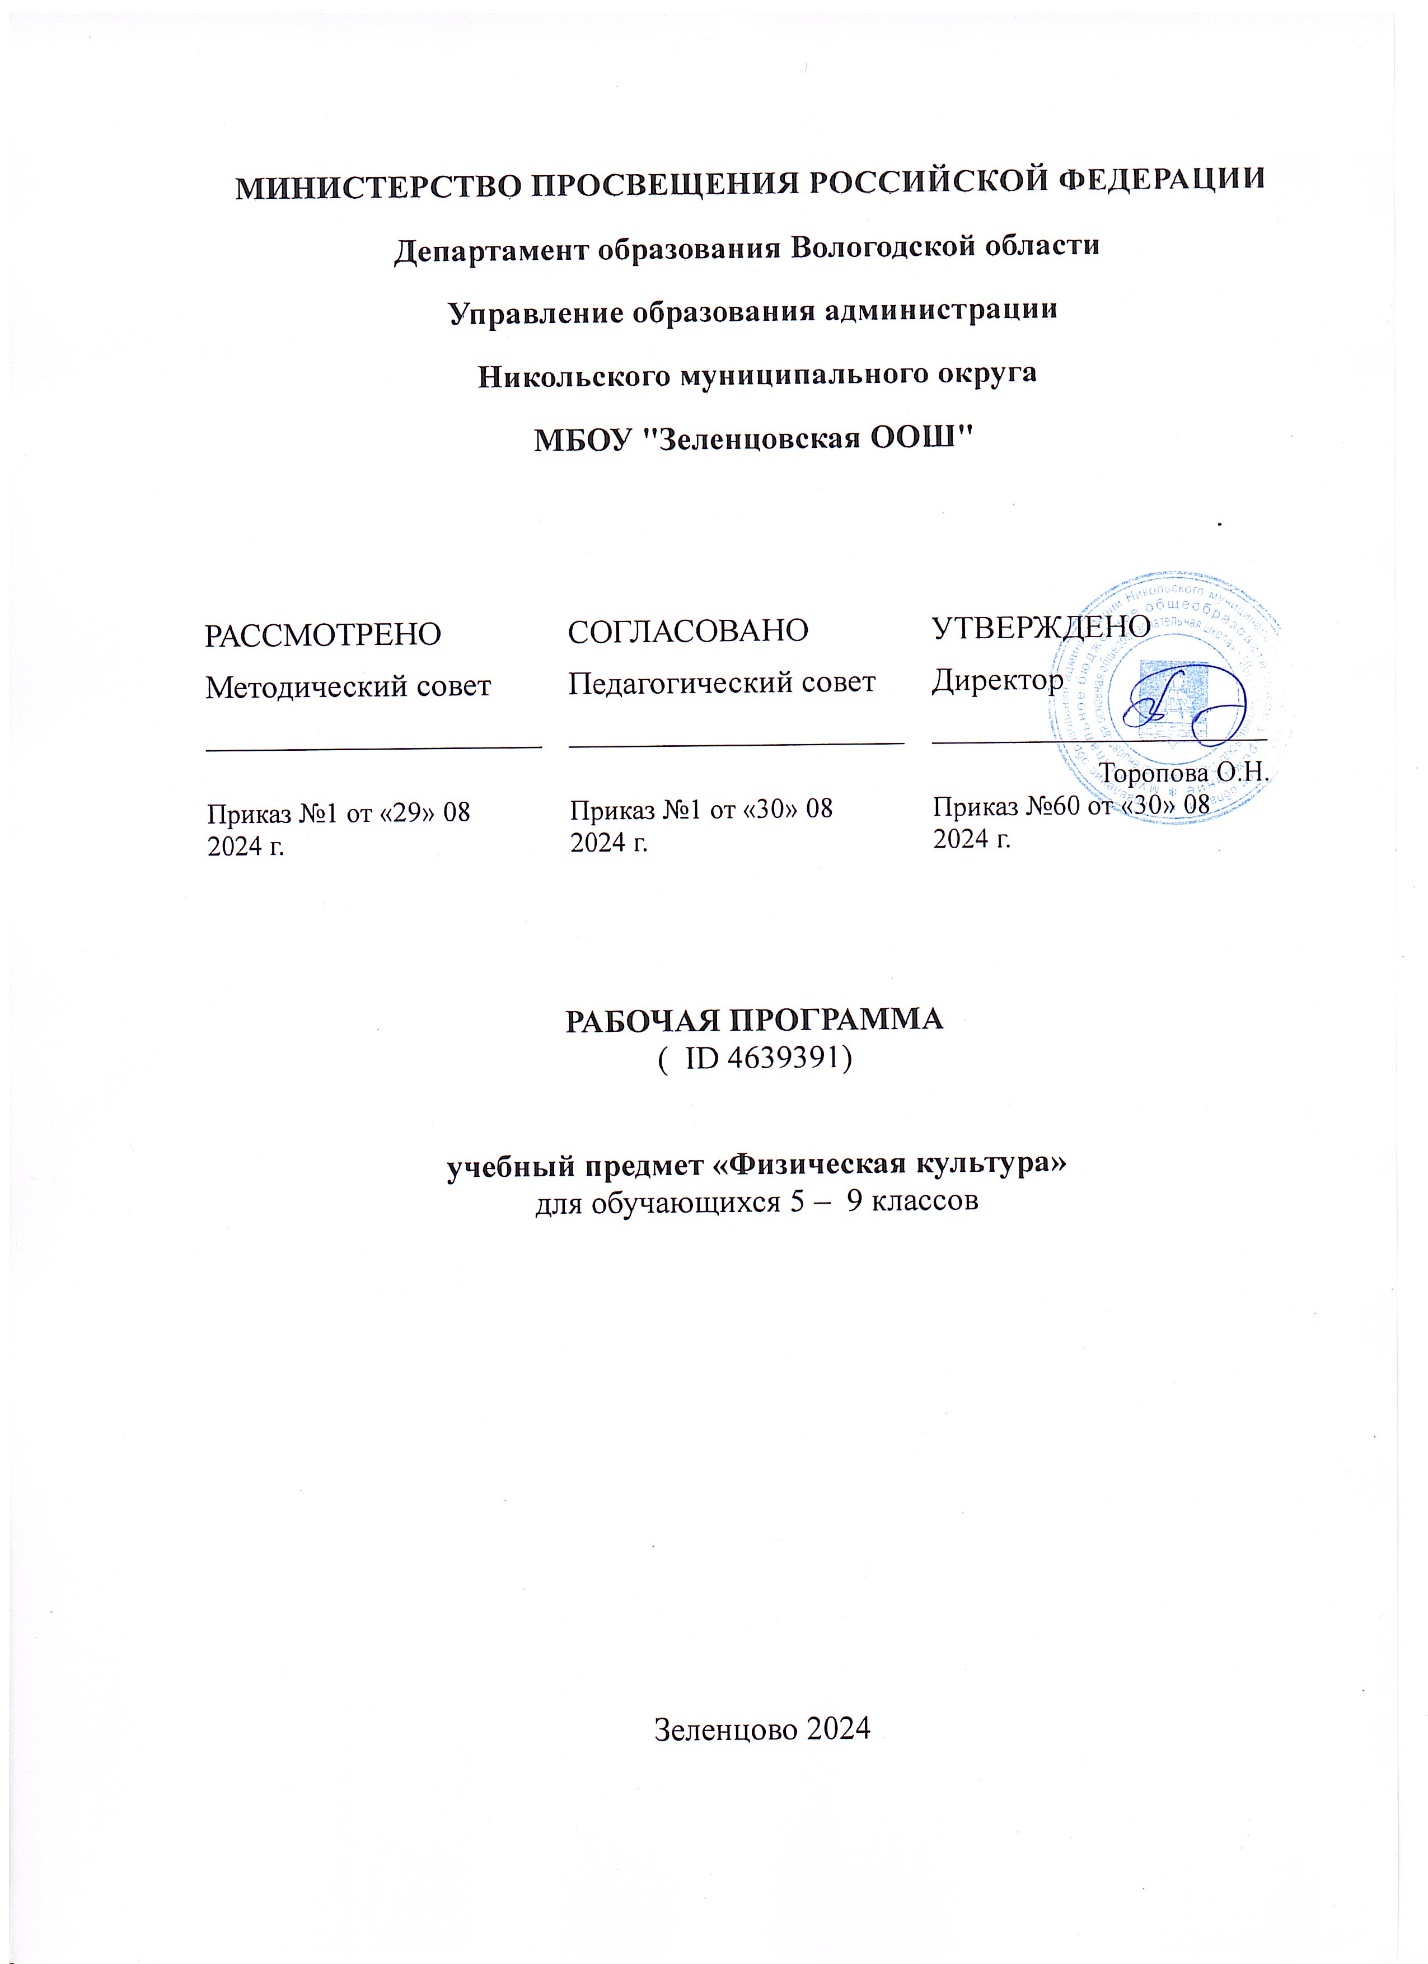 МИНИСТЕРСТВО ПРОСВЕЩЕНИЯ РОССИЙСКОЙ ФЕДЕРАЦИИ
Департамент образования Вологодской области
Управление образования администрации
Никольского муниципального округа
МБОУ "Зеленцовская ООШ"
РАССМОТРЕНО
Методический совет
Приказ №1 от «29» 08
2024 г.
СОГЛАСОВАНО
Педагогический совет
Приказ №1 от «30» 08
2024 г.
УТВЕРЖДЕНО
Директор
Торопова О.Н.
Приказ №60 от «30» 08
2024 г.
РАБОЧАЯ ПРОГРАММА
( ID 4639391)
учебный предмет «Физическая культура»
для обучающихся 5 – 9 классов
Зеленцово 2024